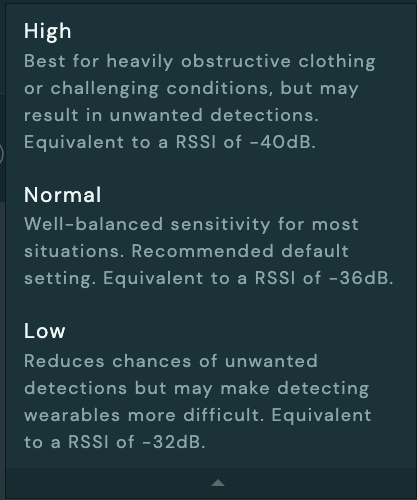 High
Best for heavily obstructive clothing
or challenging conditions, but may
result in unwanted detections.
Equivalent to a RSSI of -40dB.
Normal
Well-balanced sensitivity for most
situations. Recommended default
setting. Equivalent to a RSSI of -36dB.
Low
Reduces chances of unwanted
detections but may make detecting
wearables more difficult. Equivalent
to a RSSI of -32dB.